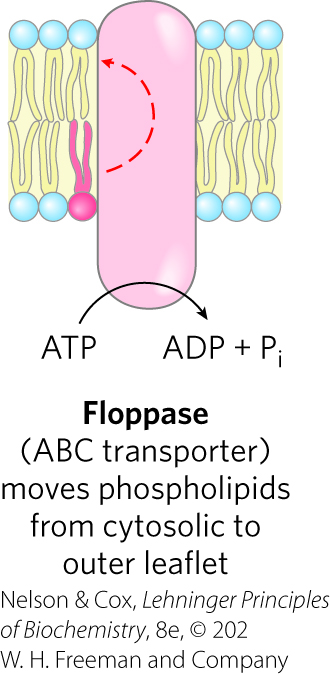 ATP ADP + Pi
Floppase
(ABC transporter)
moves phospholipids
from cytosolic to
outer leaflet
Nelson & Cox, Lehninger Principles
of Biochemistry, 8e, © 202
W. H. Freeman and Company